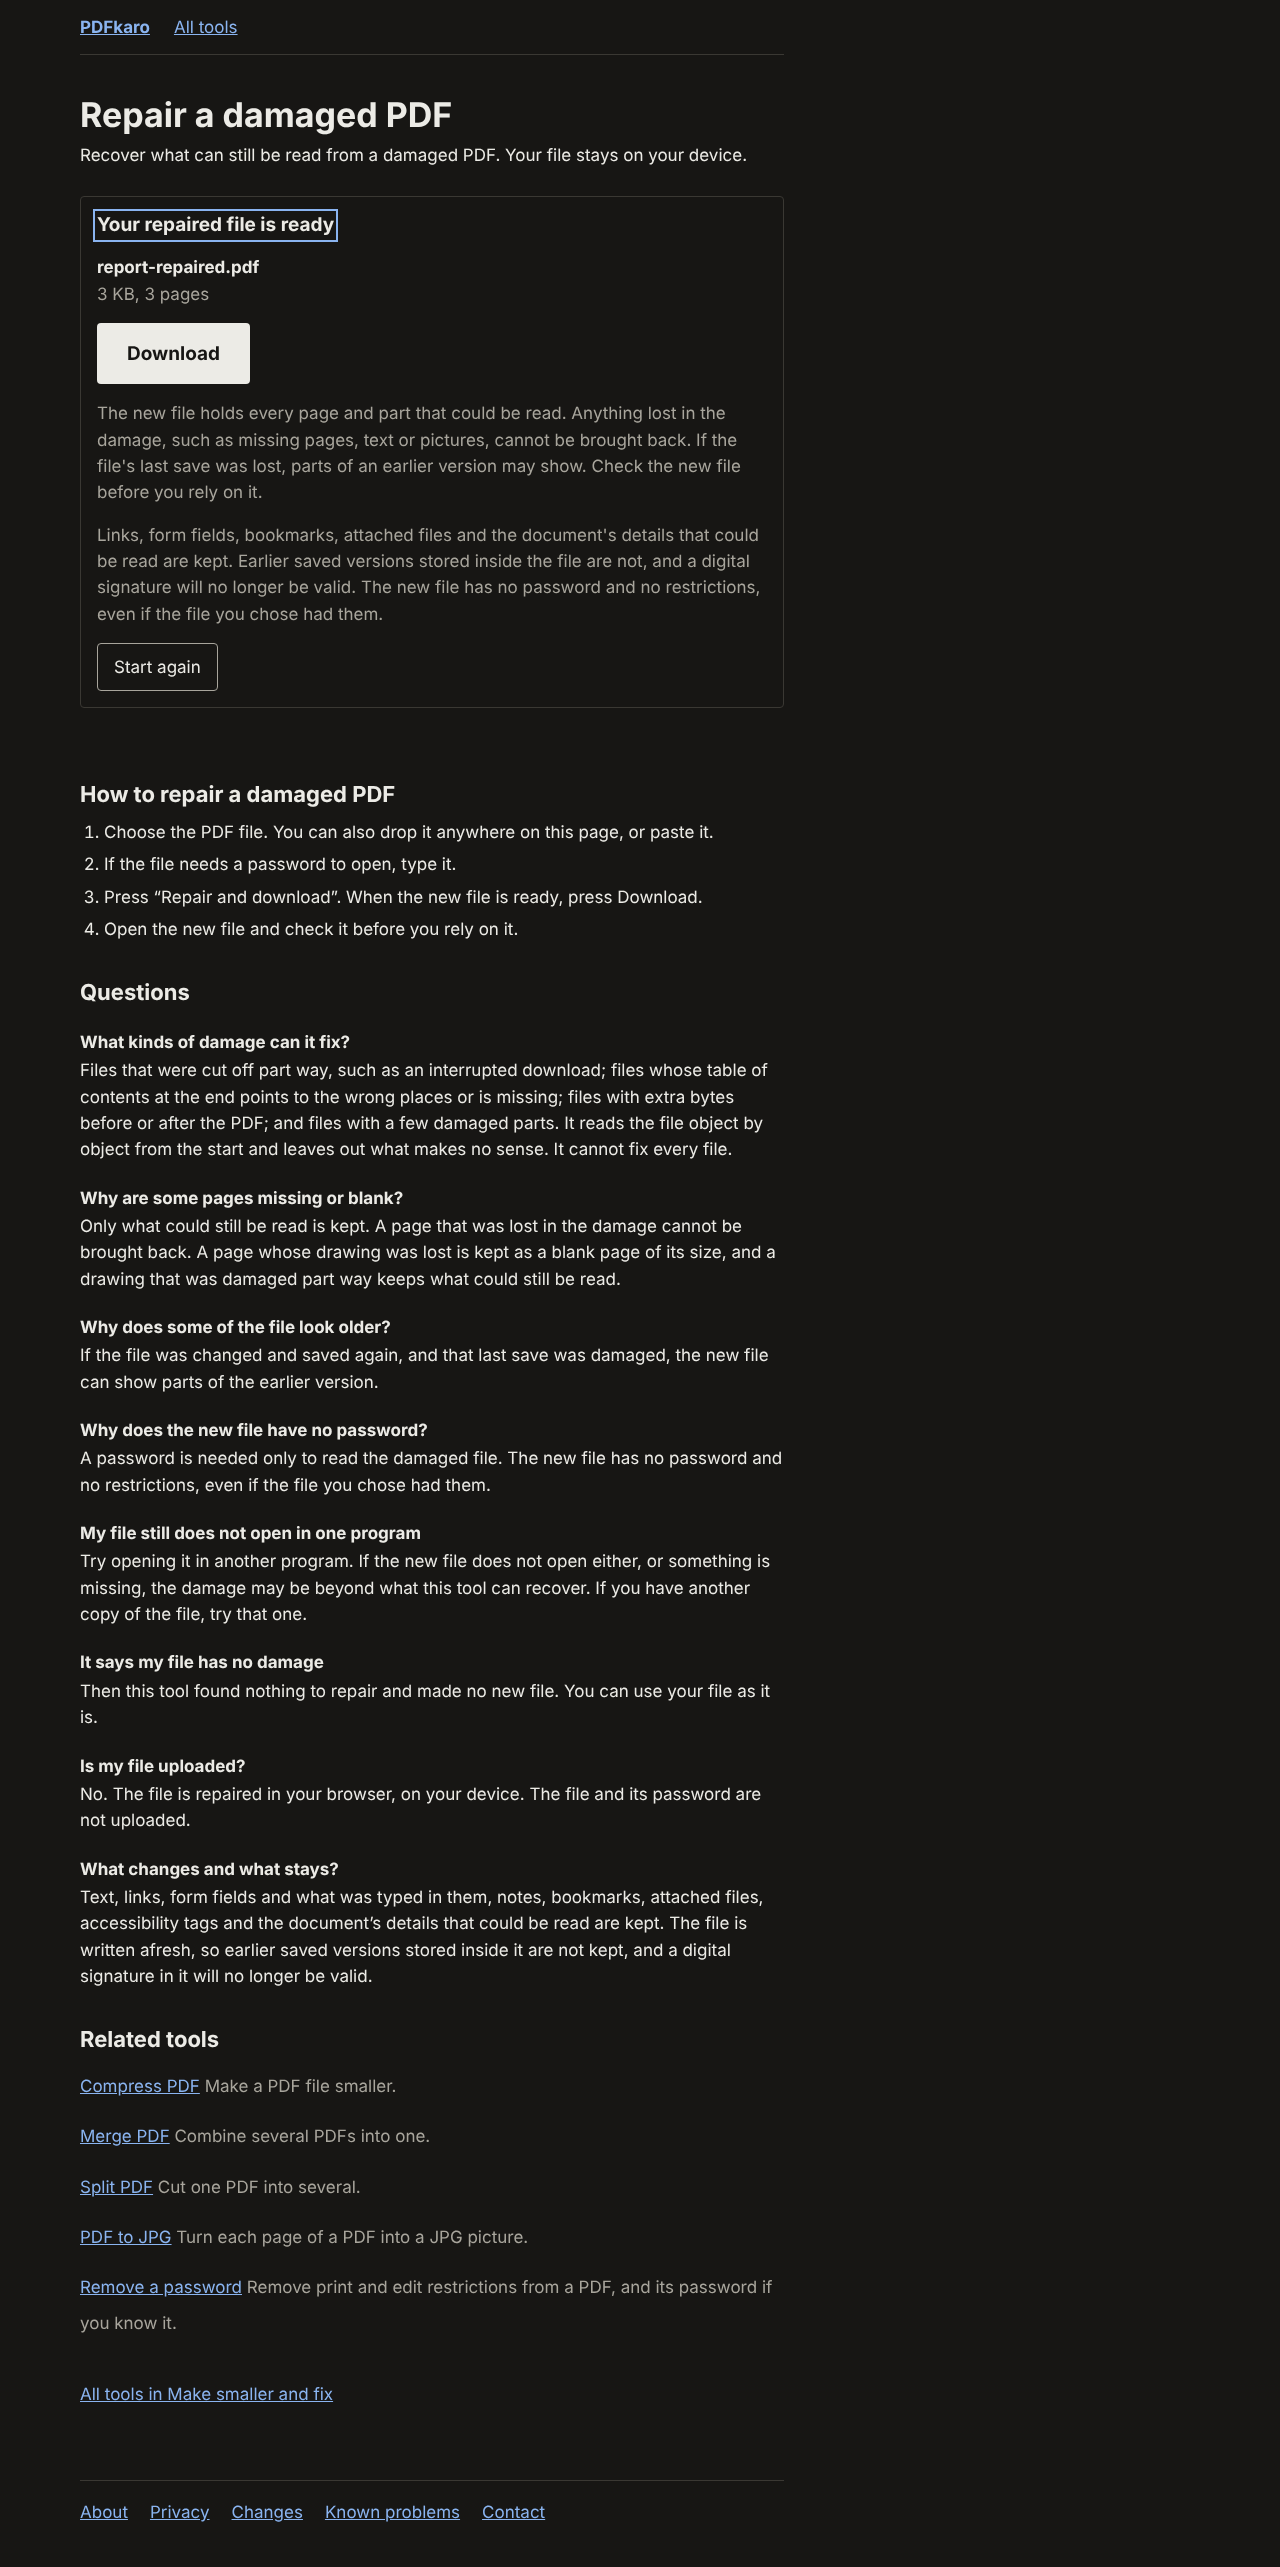 PDFkaro All tools
Repair a damaged PDF
Recover what can still be read from a damaged PDF. Your file stays on your device.
Your repaired file is ready
report-repaired.pdf
3 KB, 3 pages
Download
The new file holds every page and part that could be read. Anything lost in the
damage, such as missing pages, text or pictures, cannot be brought back. If the
file's last save was lost, parts of an earlier version may show. Check the new file
before you rely on it.
Links, form fields, bookmarks, attached files and the document's details that could
be read are kept. Earlier saved versions stored inside the file are not, and a digital
signature will no longer be valid. The new file has no password and no restrictions,
even if the file you chose had them.
Start again
How to repair a damaged PDF
1. Choose the PDF file. You can also drop it anywhere on this page, or paste it.
2. If the file needs a password to open, type it.
3. Press “Repair and download”. When the new file is ready, press Download.
4. Open the new file and check it before you rely on it.
Questions
What kinds of damage can it fix?
Files that were cut off part way, such as an interrupted download; files whose table of
contents at the end points to the wrong places or is missing; files with extra bytes
before or after the PDF; and files with a few damaged parts. It reads the file object by
object from the start and leaves out what makes no sense. It cannot fix every file.
Why are some pages missing or blank?
Only what could still be read is kept. A page that was lost in the damage cannot be
brought back. A page whose drawing was lost is kept as a blank page of its size, and a
drawing that was damaged part way keeps what could still be read.
Why does some of the file look older?
If the file was changed and saved again, and that last save was damaged, the new file
can show parts of the earlier version.
Why does the new file have no password?
A password is needed only to read the damaged file. The new file has no password and
no restrictions, even if the file you chose had them.
My file still does not open in one program
Try opening it in another program. If the new file does not open either, or something is
missing, the damage may be beyond what this tool can recover. If you have another
copy of the file, try that one.
It says my file has no damage
Then this tool found nothing to repair and made no new file. You can use your file as it
is.
Is my file uploaded?
No. The file is repaired in your browser, on your device. The file and its password are
not uploaded.
What changes and what stays?
Text, links, form fields and what was typed in them, notes, bookmarks, attached files,
accessibility tags and the document’s details that could be read are kept. The file is
written afresh, so earlier saved versions stored inside it are not kept, and a digital
signature in it will no longer be valid.
Related tools
Compress PDF Make a PDF file smaller.
Merge PDF Combine several PDFs into one.
Split PDF Cut one PDF into several.
PDF to JPG Turn each page of a PDF into a JPG picture.
Remove a password Remove print and edit restrictions from a PDF, and its password if
you know it.
All tools in Make smaller and fix
About Privacy Changes Known problems Contact